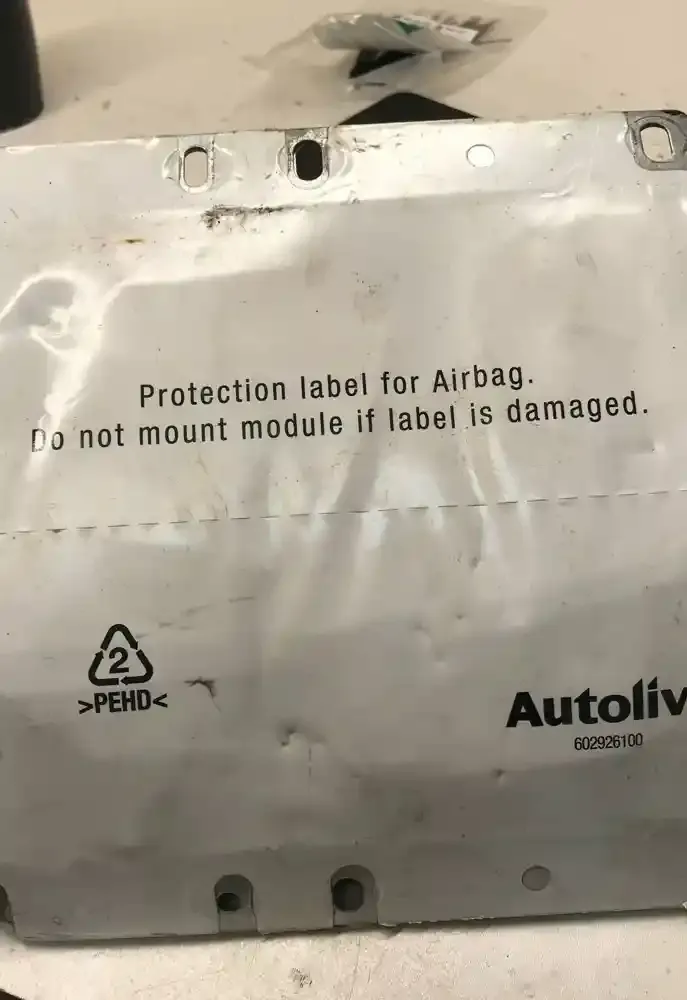 Protection label for Airbag.
Do not mount module if label is damaged.
2
>PEHD<
Autoliv
602926100